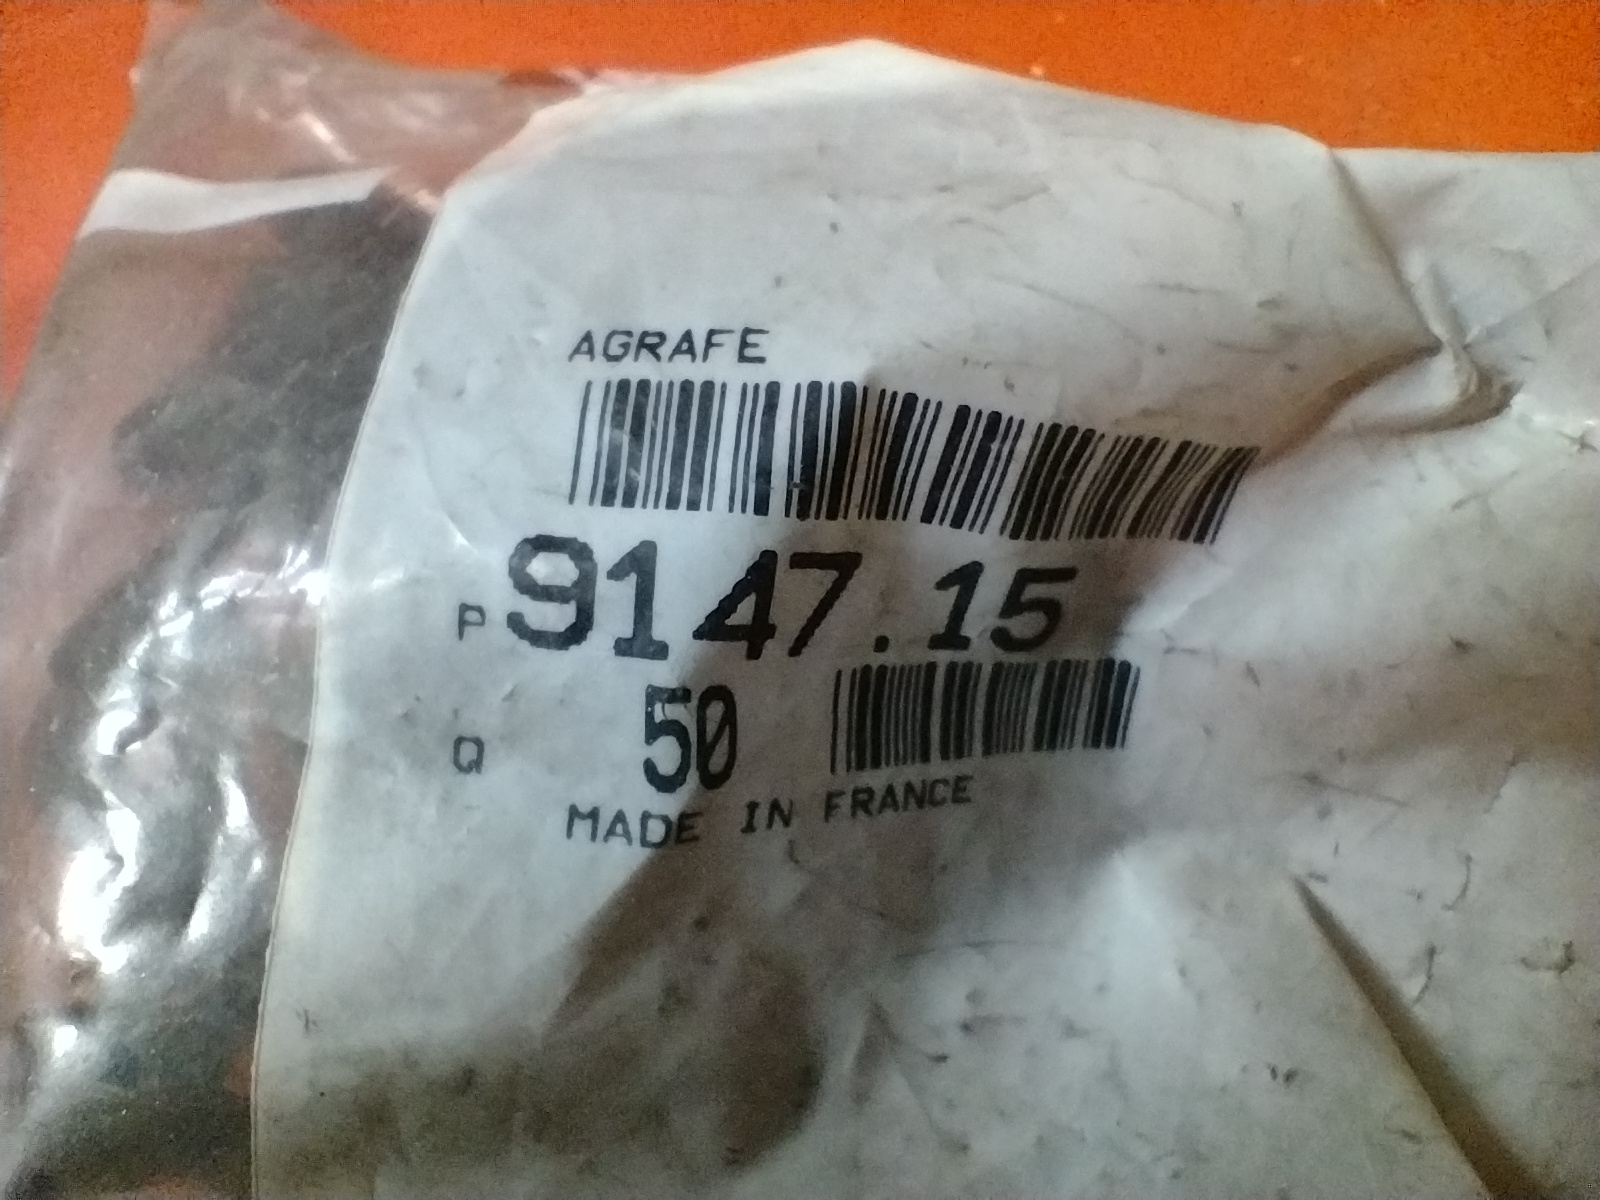 AGRAFE
P 9147.15
Q 50
MADE IN FRANCE